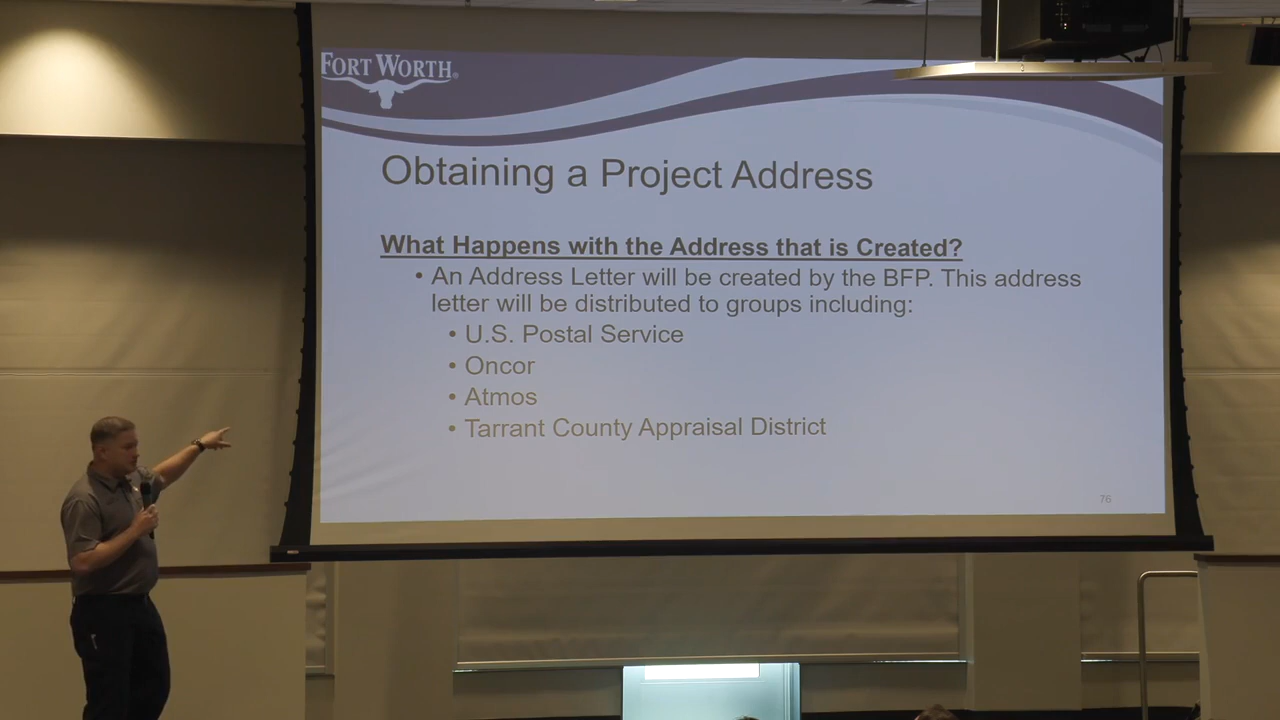 FORT WORTH®
Obtaining a Project Address
What Happens with the Address that is Created?
• An Address Letter will be created by the BFP. This address
letter will be distributed to groups including:
• U.S. Postal Service
• Oncor
• Atmos
• Tarrant County Appraisal District
76